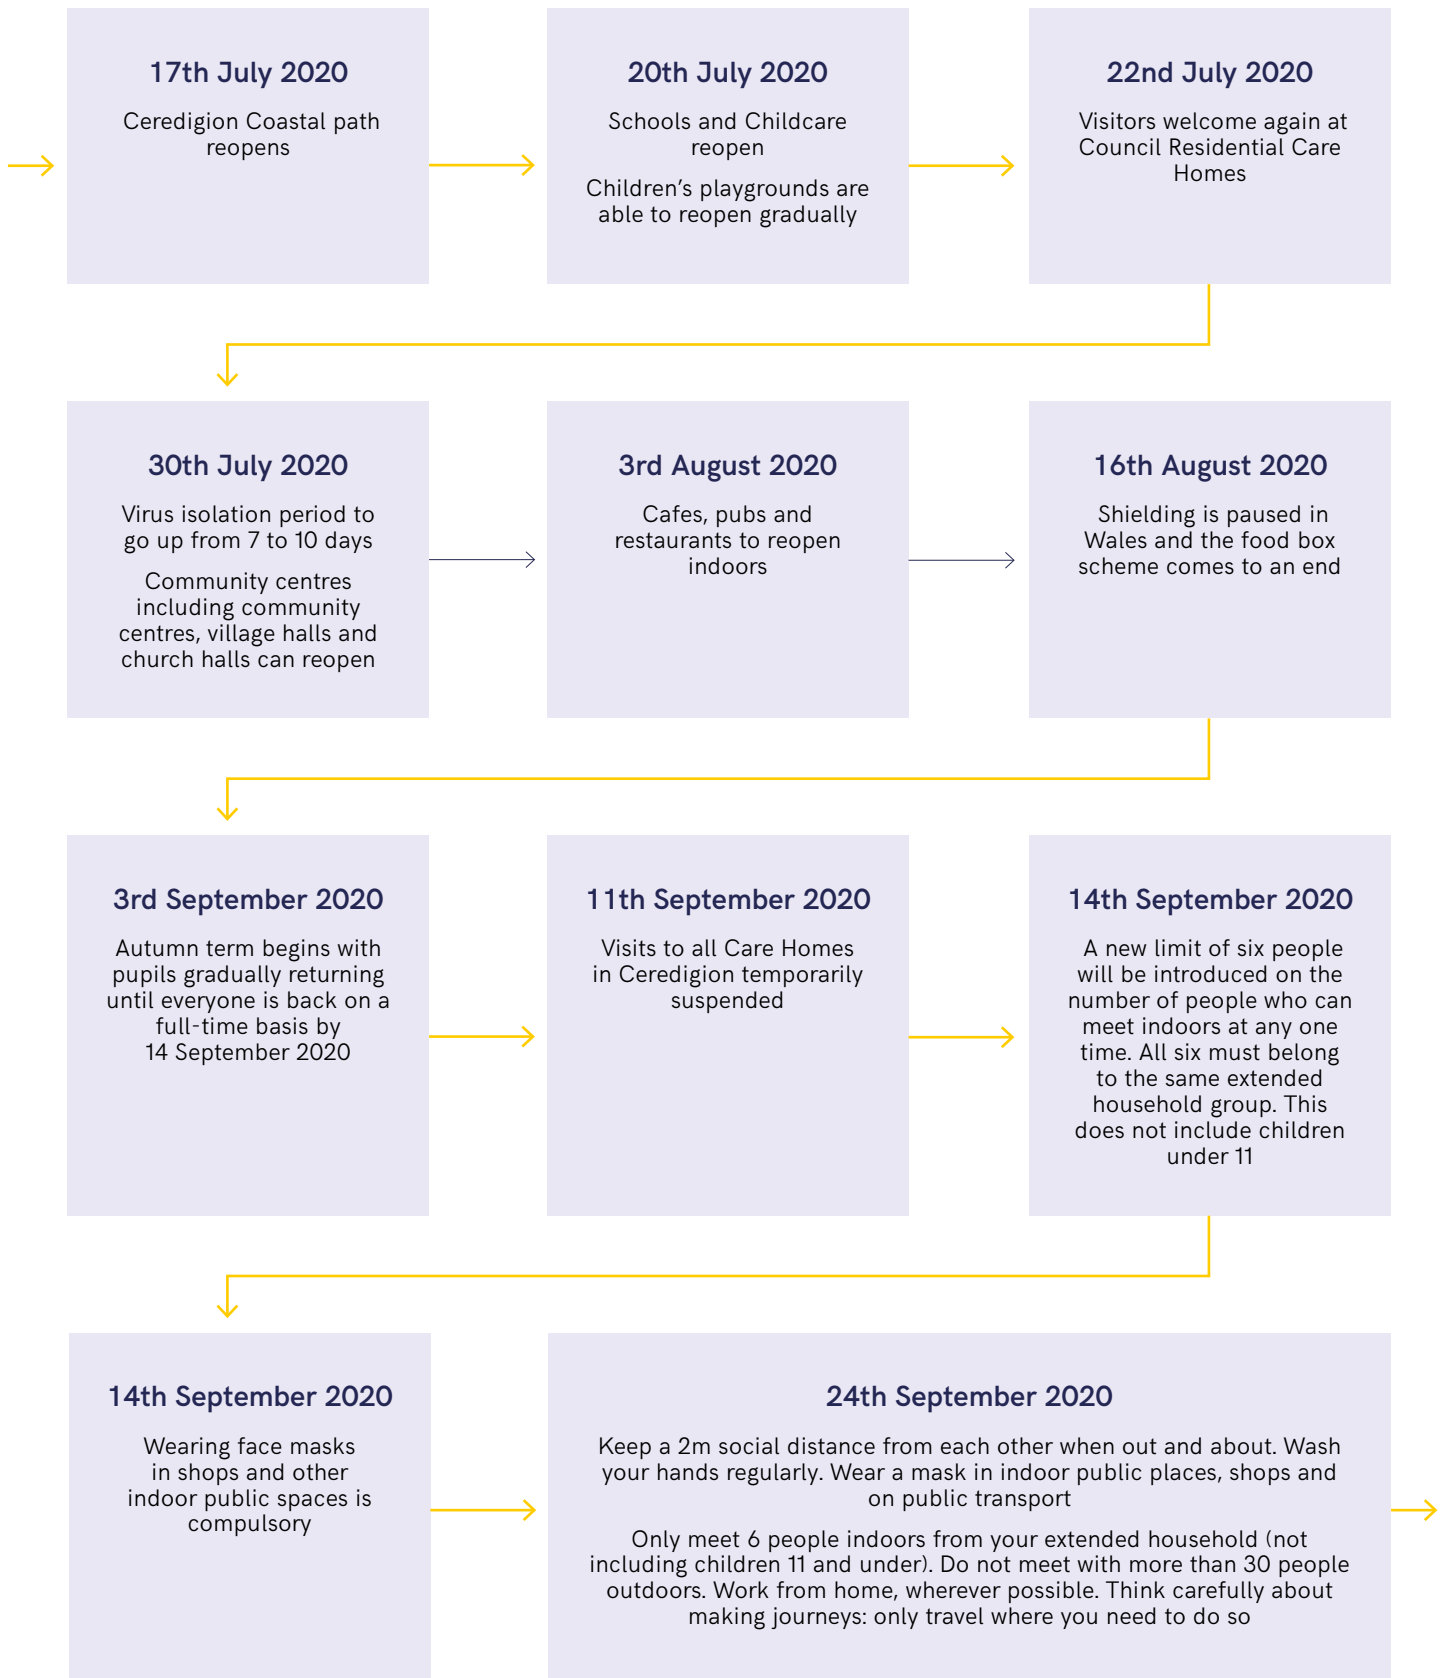 17th July 2020
Ceredigion Coastal path
reopens
20th July 2020
Schools and Childcare
reopen
Children’s playgrounds are
able to reopen gradually
22nd July 2020
Visitors welcome again at
Council Residential Care
Homes
30th July 2020
Virus isolation period to
go up from 7 to 10 days
Community centres
including community
centres, village halls and
church halls can reopen
3rd August 2020
Cafes, pubs and
restaurants to reopen
indoors
16th August 2020
Shielding is paused in
Wales and the food box
scheme comes to an end
3rd September 2020
Autumn term begins with
pupils gradually returning
until everyone is back on a
full-time basis by
14 September 2020
11th September 2020
Visits to all Care Homes
in Ceredigion temporarily
suspended
14th September 2020
A new limit of six people
will be introduced on the
number of people who can
meet indoors at any one
time. All six must belong
to the same extended
household group. This
does not include children
under 11
14th September 2020
Wearing face masks
in shops and other
indoor public spaces is
compulsory
24th September 2020
Keep a 2m social distance from each other when out and about. Wash
your hands regularly. Wear a mask in indoor public places, shops and
on public transport
Only meet 6 people indoors from your extended household (not
including children 11 and under). Do not meet with more than 30 people
outdoors. Work from home, wherever possible. Think carefully about
making journeys: only travel where you need to do so